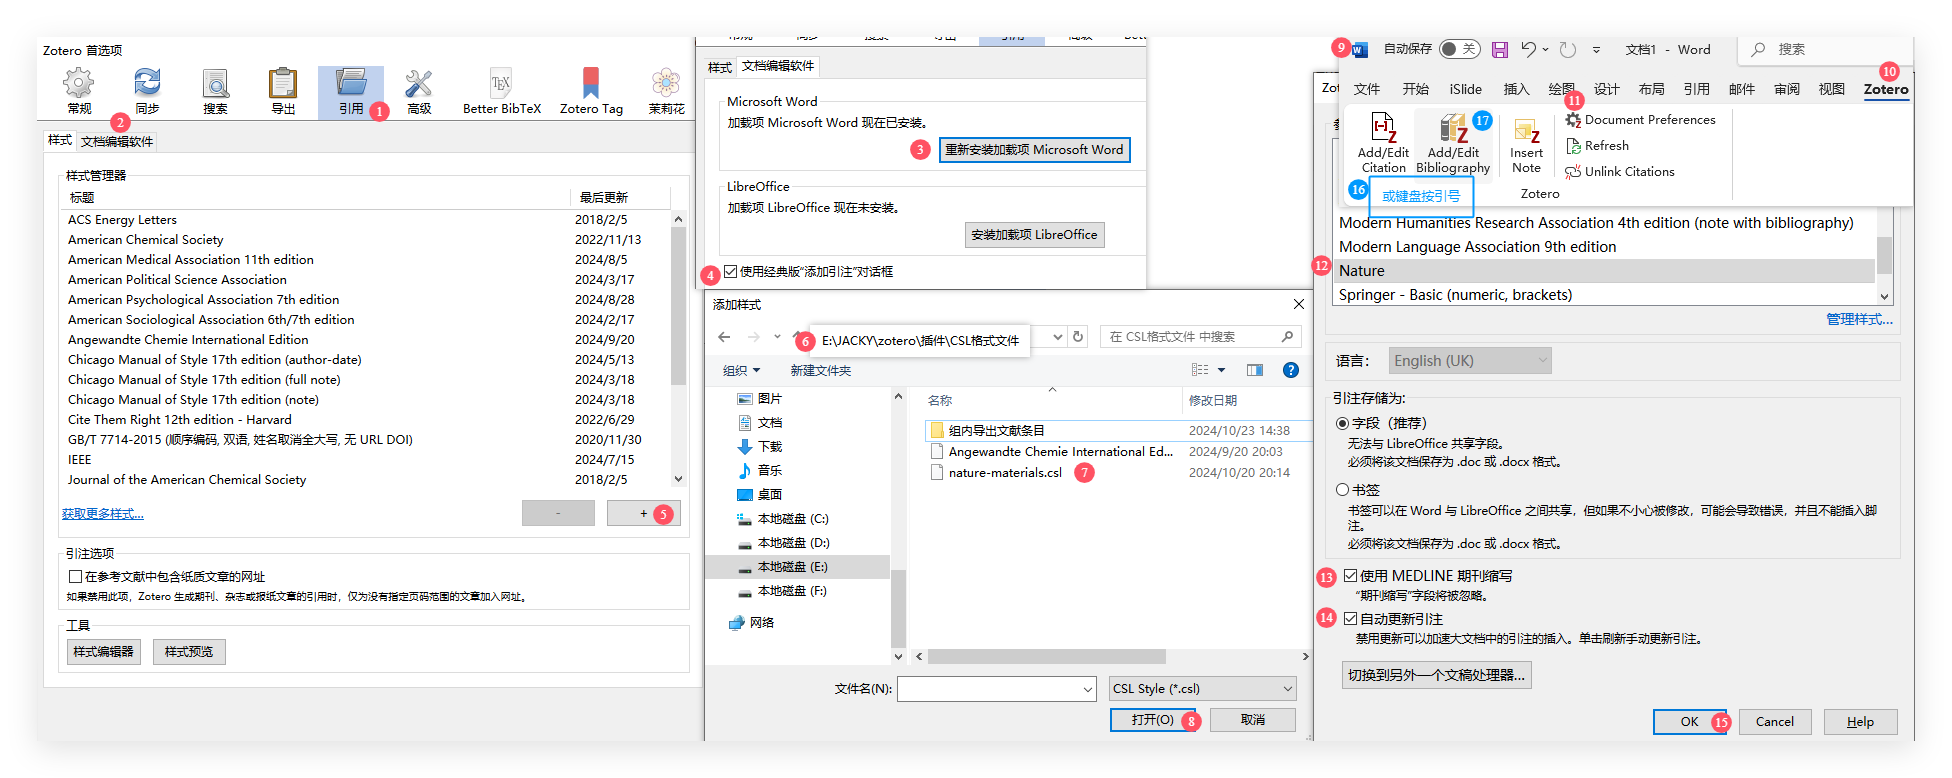 Zotero 首选项
常规
同步
搜索
导出
引用
1
高级
Better BibTeX
Zotero Tag
茉莉花
2
样式
文档编辑软件
样式管理器
标题
最后更新
ACS Energy Letters
2018/2/5
American Chemical Society
2022/11/13
American Medical Association 11th edition
2024/8/5
American Political Science Association
2024/3/17
American Psychological Association 7th edition
2024/8/28
American Sociological Association 6th/7th edition
2024/2/17
Angewandte Chemie International Edition
2024/9/20
Chicago Manual of Style 17th edition (author-date)
2024/5/13
Chicago Manual of Style 17th edition (full note)
2024/3/18
Chicago Manual of Style 17th edition (note)
2024/3/18
Cite Them Right 12th edition - Harvard
2022/6/29
GB/T 7714-2015 (顺序编码, 双语, 姓名取消全大写, 无 URL DOI)
2020/11/30
IEEE
2024/7/15
Journal of the American Chemical Society
2018/2/5
获取更多样式...
-
+
5
引注选项
在参考文献中包含纸质文章的网址
如果禁用此项，Zotero 生成期刊、杂志或报纸文章的引用时，仅为没有指定页码范围的文章加入网址。
工具
样式编辑器
样式预览
样式
文档编辑软件
Microsoft Word
加载项 Microsoft Word 现在已安装。
3
重新安装加载项 Microsoft Word
LibreOffice
加载项 LibreOffice 现在未安装。
安装加载项 LibreOffice
4
使用经典版“添加引注”对话框
添加样式
6
E:\JACKY\zotero\插件\CSL格式文件
在 CSL格式文件 中搜索
组织
新建文件夹
图片
文档
下载
音乐
桌面
本地磁盘 (C:)
本地磁盘 (D:)
本地磁盘 (E:)
本地磁盘 (F:)
网络
名称
修改日期
组内导出文献条目
2024/10/23 14:38
Angewandte Chemie International Ed...
2024/9/20 20:03
nature-materials.csl
7
2024/10/20 20:14
文件名(N):
CSL Style (*.csl)
打开(O)
8
取消
9
自动保存
关
文档1 - Word
搜索
10
文件
开始
iSlide
插入
绘图
设计
布局
引用
邮件
审阅
视图
Zotero
11
17
Add/Edit Citation
Add/Edit Bibliography
Insert Note
Document Preferences
Refresh
Unlink Citations
Zotero
16
或键盘按引号
Modern Humanities Research Association 4th edition (note with bibliography)
Modern Language Association 9th edition
12
Nature
Springer - Basic (numeric, brackets)
管理样式...
语言：
English (UK)
引注存储为:
字段（推荐）
无法与 LibreOffice 共享字段。
必须将该文档保存为 .doc 或 .docx 格式。
书签
书签可以在 Word 与 LibreOffice 之间共享，但如果不小心被修改，可能会导致错误，并且不能插入脚
注。
必须将该文档保存为 .doc 或 .docx 格式。
13
使用 MEDLINE 期刊缩写
“期刊缩写”字段将被忽略。
14
自动更新引注
禁用更新可以加速大文档中的引注的插入。单击刷新手动更新引注。
切换到另外一个文稿处理器...
OK
15
Cancel
Help